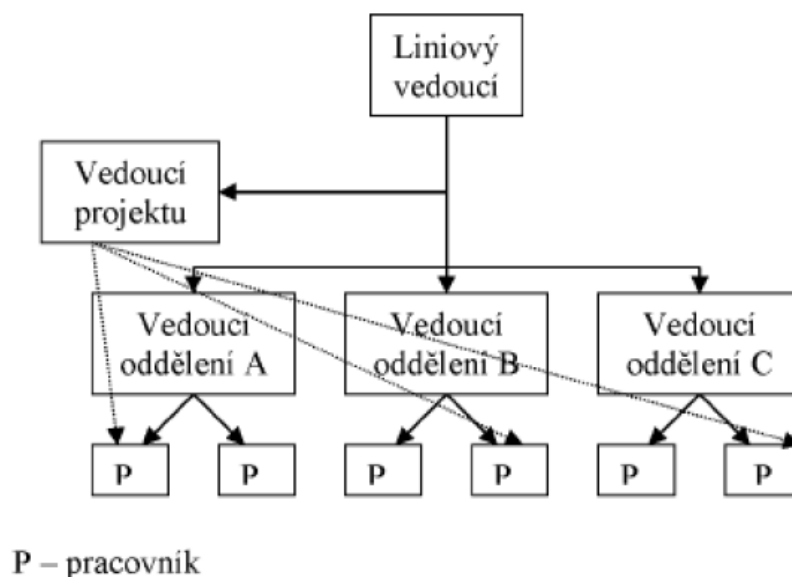 Liniový
vedoucí
Vedoucí
projektu
Vedoucí
oddělení A
Vedoucí
oddělení B
Vedoucí
oddělení C
P
P
P
P
P
P
P – pracovník